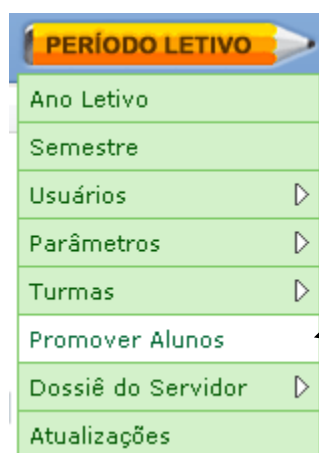 PERÍODO LETIVO
Ano Letivo
Semestre
Usuários
Parâmetros
Turmas
Promover Alunos
Dossiê do Servidor
Atualizações